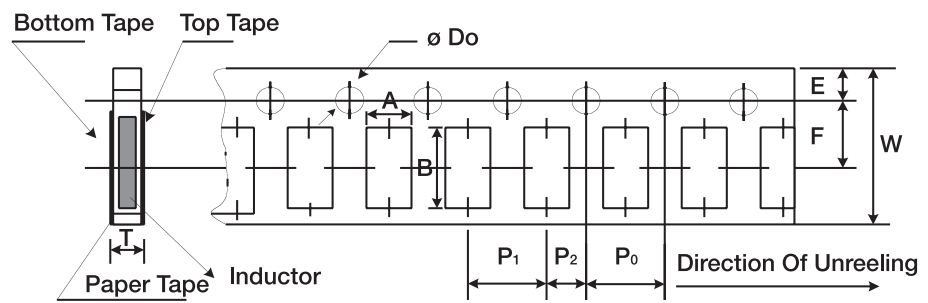 Bottom Tape
Top Tape
ø Do
E
A
F
W
B
T
P1
P2
P0
Direction Of Unreeling
Inductor
Paper Tape